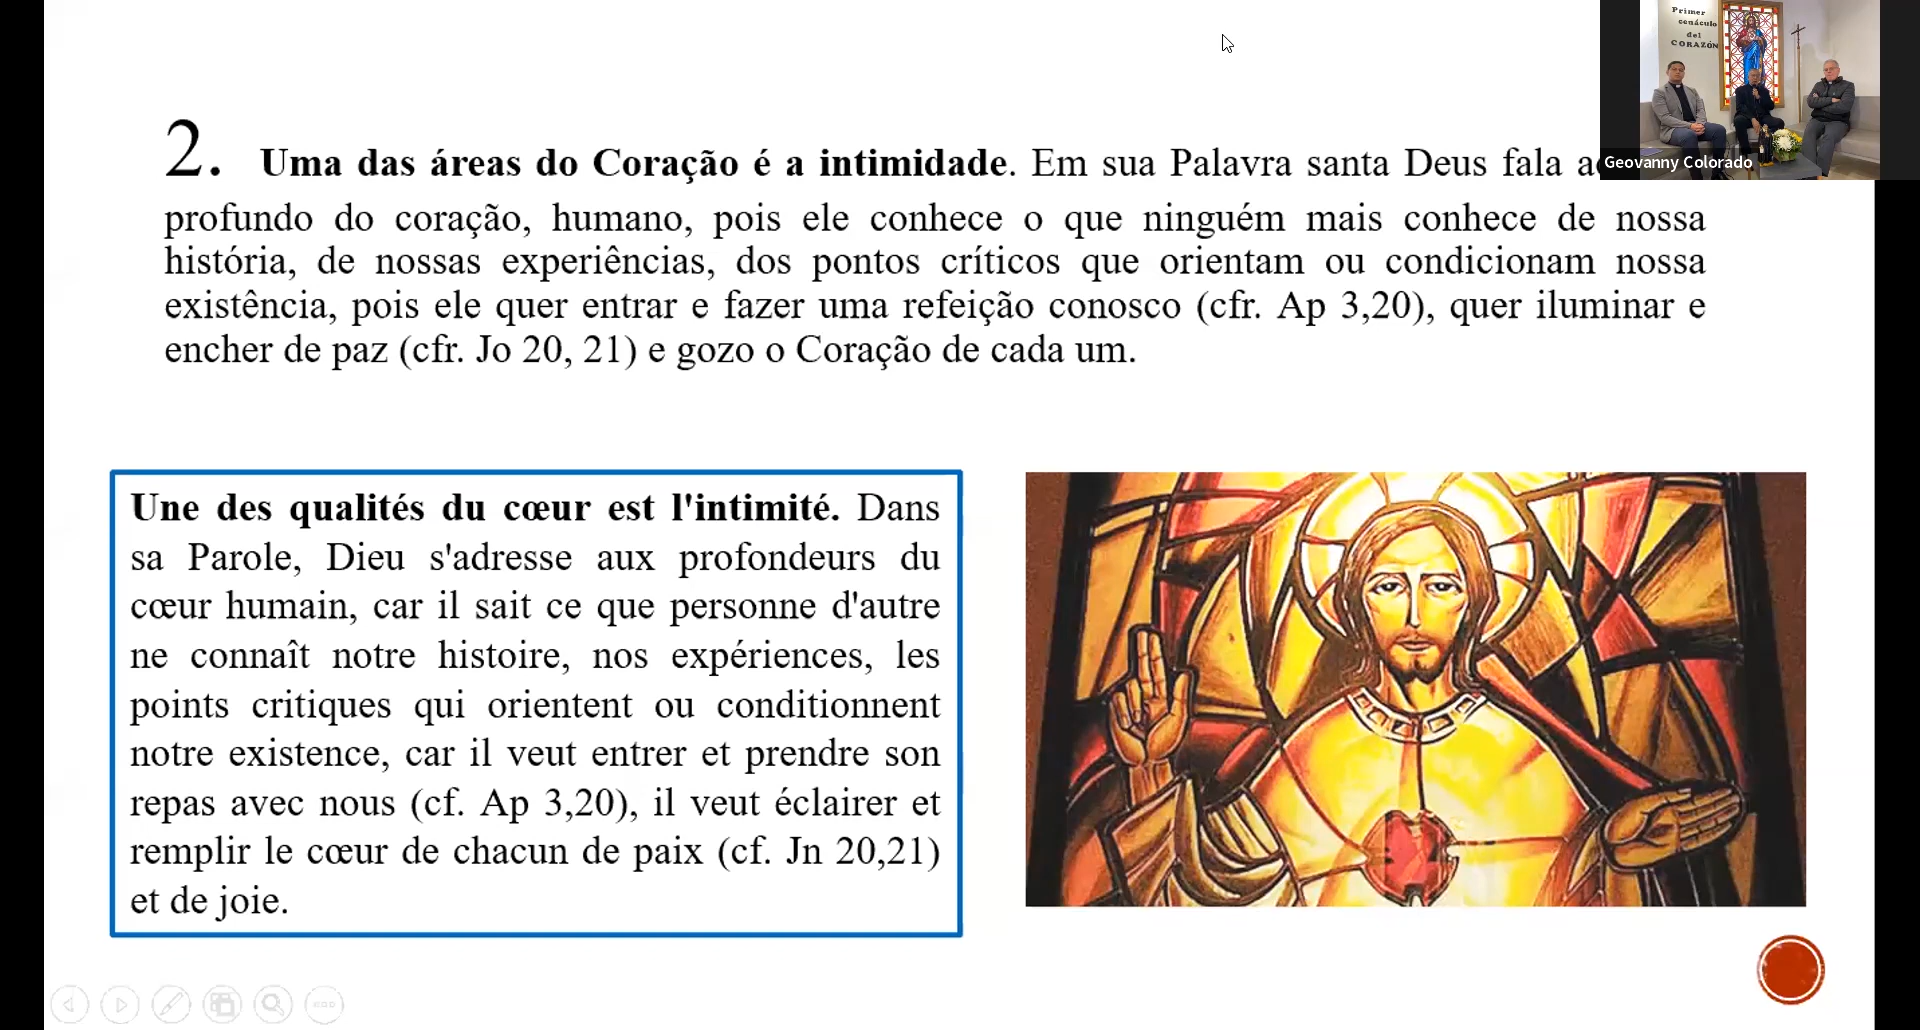 Primer
cenáculo
del
CORAZÓN
Geovanny Colorado
2. Uma das áreas do Coração é a intimidade. Em sua Palavra santa Deus fala
profundo do coração, humano, pois ele conhece o que ninguém mais conhece de nossa
história, de nossas experiências, dos pontos críticos que orientam ou condicionam nossa
existência, pois ele quer entrar e fazer uma refeição conosco (cfr. Ap 3,20), quer iluminar e
encher de paz (cfr. Jo 20, 21) e gozo o Coração de cada um.
Une des qualités du cœur est l'intimité. Dans
sa Parole, Dieu s'adresse aux profondeurs du
cœur humain, car il sait ce que personne d'autre
ne connaît notre histoire, nos expériences, les
points critiques qui orientent ou conditionnent
notre existence, car il veut entrer et prendre son
repas avec nous (cf. Ap 3,20), il veut éclairer et
remplir le cœur de chacun de paix (cf. Jn 20,21)
et de joie.